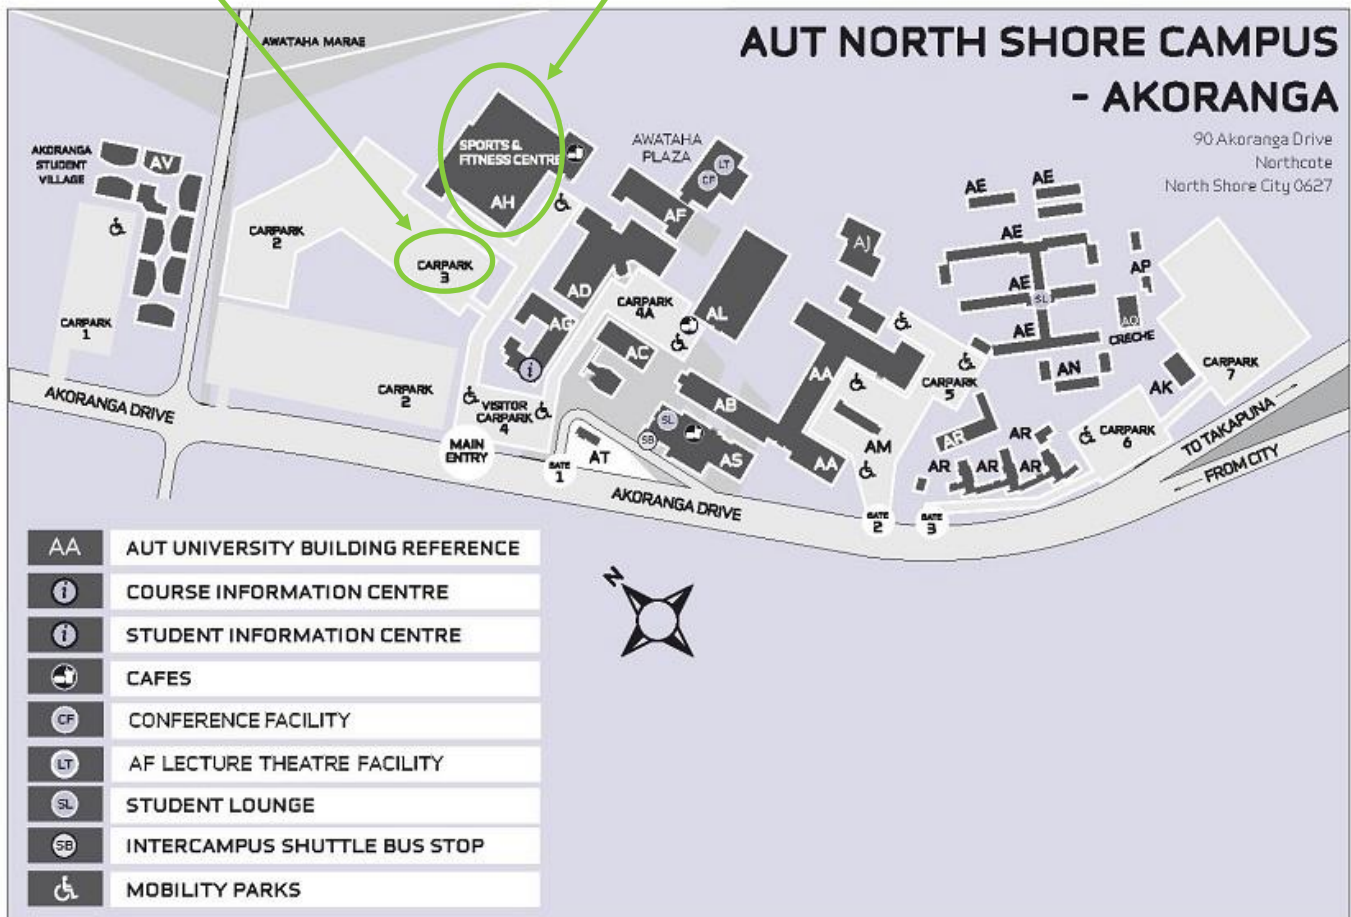 AUT NORTH SHORE CAMPUS
- AKORANGA
90 Akoranga Drive
Northcote
North Shore City 0627
AWATAHA MARAE
AKORANGA
STUDENT
VILLAGE
AV
CARPARK
1
CARPARK
2
CARPARK
2
SPORTS &
FITNESS CENTRE
AH
CARPARK
3
AWATAHA
PLAZA
LT
CF
AF
AD
AG
i
CARPARK
4A
AL
AC
AJ
AE
AE
AE
AE
SL
AE
AP
AO
CRECHE
AN
AK
CARPARK
7
CARPARK
5
AA
AB
SL
SB
AS
AA
AM
AR
AR
AR
AR
AR
CARPARK
6
VISITOR
CARPARK
4
MAIN
ENTRY
GATE
1
AT
GATE
2
GATE
3
AKORANGA DRIVE
AKORANGA DRIVE
TO TAKAPUNA
FROM CITY
N
AA AUT UNIVERSITY BUILDING REFERENCE
i COURSE INFORMATION CENTRE
i STUDENT INFORMATION CENTRE
CAFES
CF CONFERENCE FACILITY
LT AF LECTURE THEATRE FACILITY
SL STUDENT LOUNGE
SB INTERCAMPUS SHUTTLE BUS STOP
MOBILITY PARKS